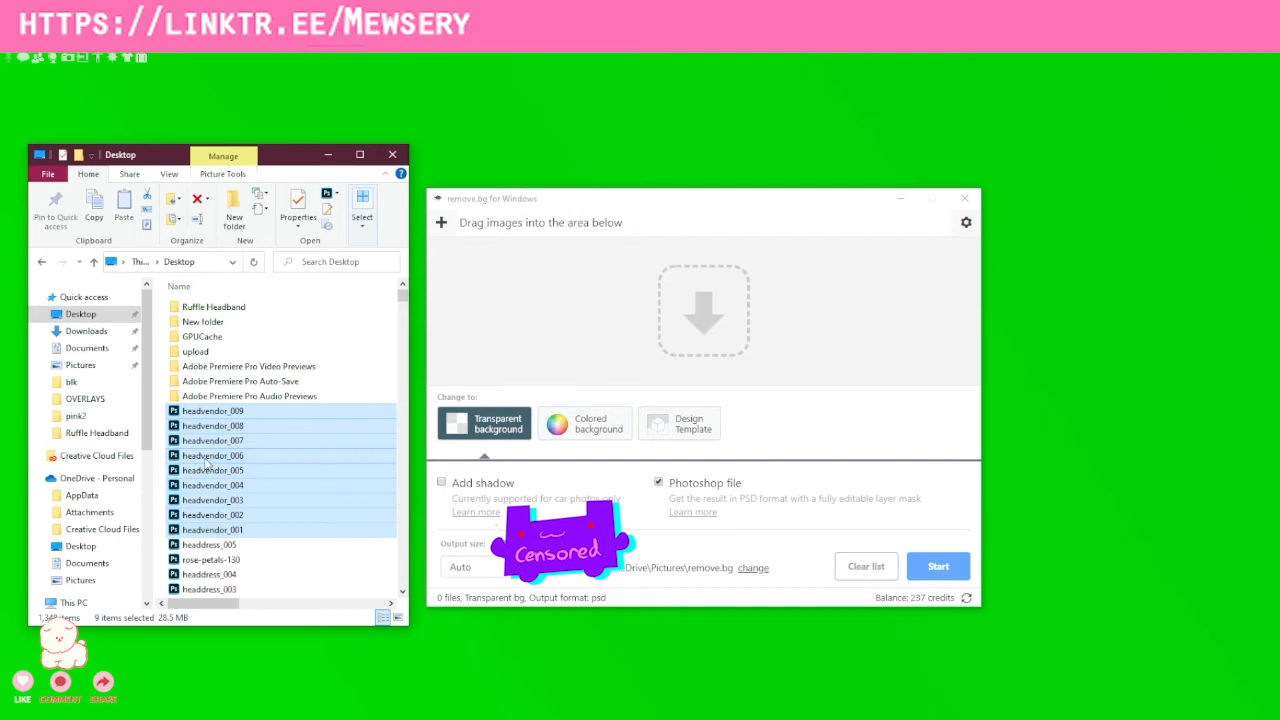 HTTPS://LINKTR.EE/MEWSERY
Desktop
Manage
File
Home
Share
View
Picture Tools
Pin to Quick access
Copy
Paste
New folder
Properties
Select
Clipboard
Organize
New
Open
Thi...
Desktop
Search Desktop
Name
Quick access
Desktop
Downloads
Documents
Pictures
blk
OVERLAYS
pink2
Ruffle Headband
Creative Cloud Files
OneDrive - Personal
AppData
Attachments
Creative Cloud Files
Desktop
Documents
Pictures
This PC
Ruffle Headband
New folder
GPUCache
upload
Adobe Premiere Pro Video Previews
Adobe Premiere Pro Auto-Save
Adobe Premiere Pro Audio Previews
headvendor_009
headvendor_008
headvendor_007
headvendor_006
headvendor_005
headvendor_004
headvendor_003
headvendor_002
headvendor_001
headdress_005
rose-petals-130
headdress_004
headdress_003
items
9 items selected
28.5 MB
remove.bg for Windows
Drag images into the area below
Change to:
Transparent background
Colored background
Design Template
Add shadow
Currently supported for car photos only
Learn more
Photoshop file
Get the result in PSD format with a fully editable layer mask
Learn more
Censored
Output size:
Auto
Drive\Pictures\remove.bg change
Clear list
Start
0 files, Transparent bg, Output format: psd
Balance: 237 credits
LIKE
COMMENT
SHARE